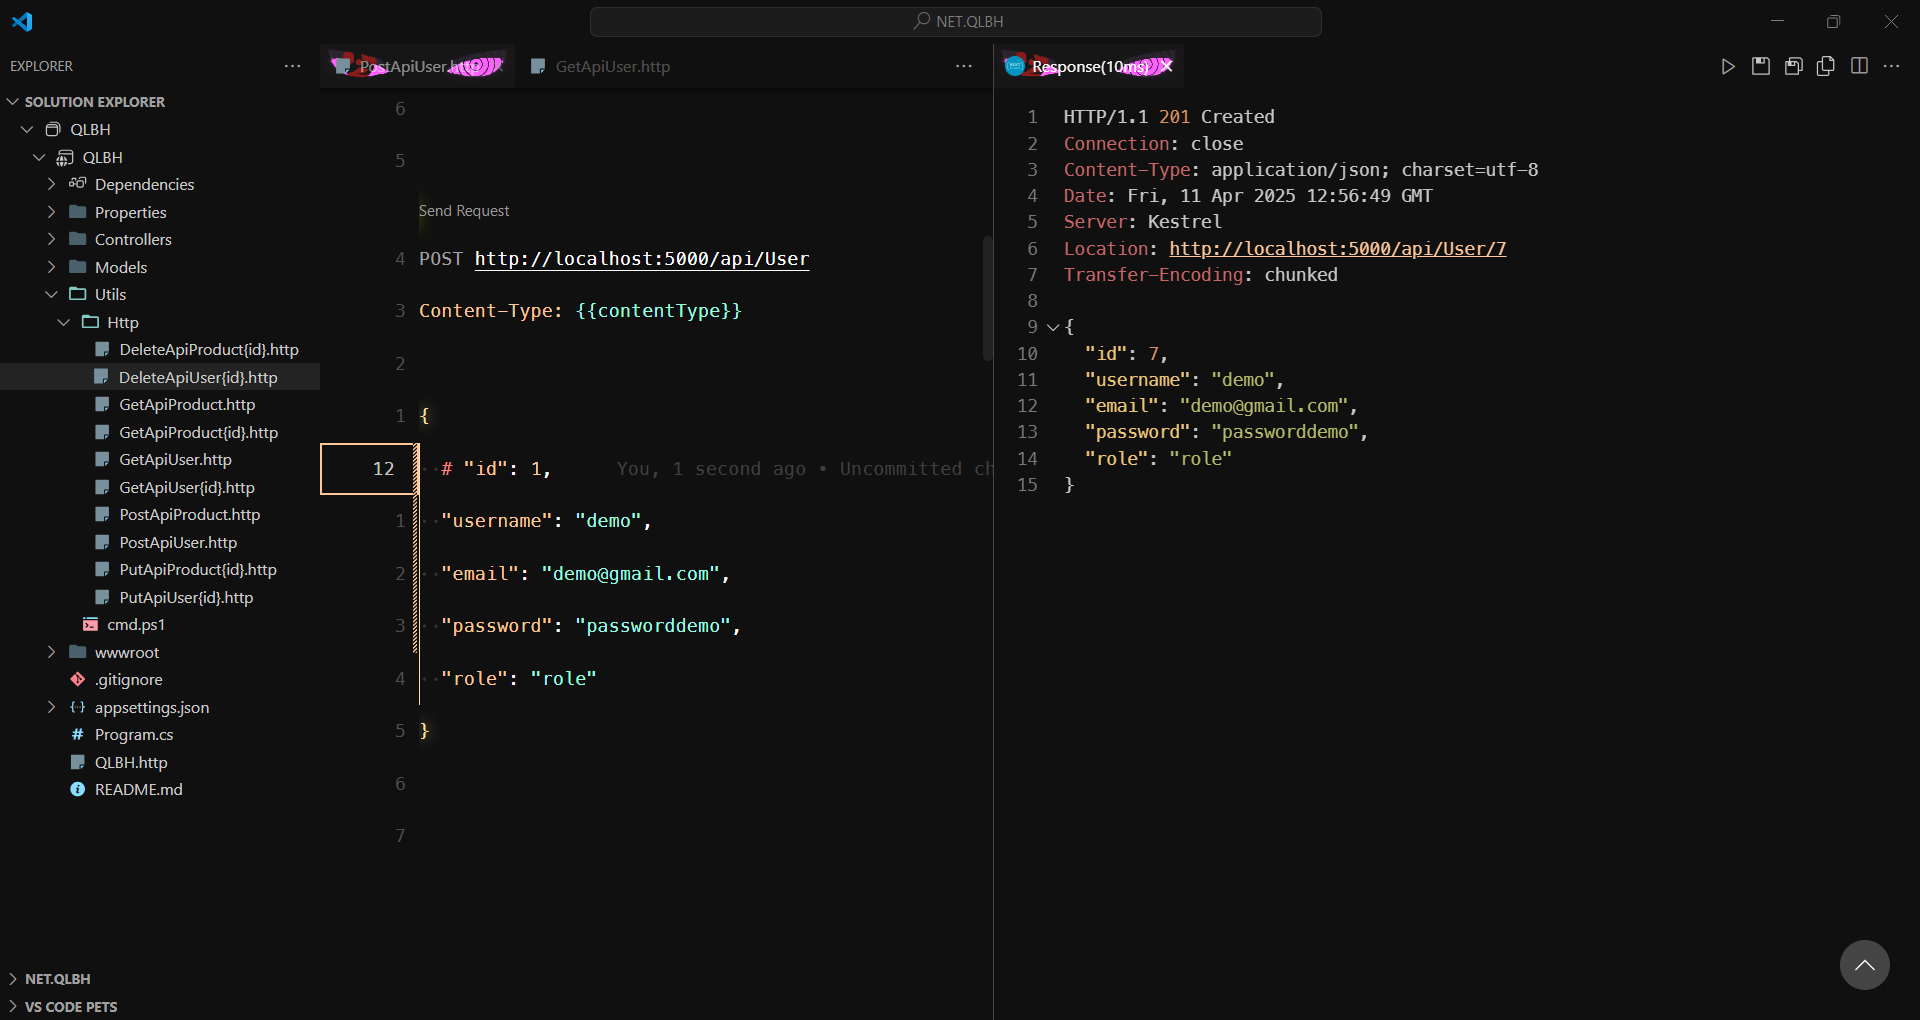 NET.QLBH
EXPLORER
SOLUTION EXPLORER
QLBH
QLBH
Dependencies
Properties
Controllers
Models
Utils
Http
DeleteApiProduct{id}.http
DeleteApiUser{id}.http
GetApiProduct.http
GetApiProduct{id}.http
GetApiUser.http
GetApiUser{id}.http
PostApiProduct.http
PostApiUser.http
PutApiProduct{id}.http
PutApiUser{id}.http
cmd.ps1
wwwroot
.gitignore
appsettings.json
Program.cs
QLBH.http
README.md
NET.QLBH
VS CODE PETS
PostApiUser.http
GetApiUser.http
6
5
Send Request
4 POST http://localhost:5000/api/User
3 Content-Type: {{contentType}}
2
1 {
12 # "id": 1, You, 1 second ago • Uncommitted ch
1 "username": "demo",
2 "email": "demo@gmail.com",
3 "password": "passworddemo",
4 "role": "role"
5 }
6
7
Response(10ms)
1 HTTP/1.1 201 Created
2 Connection: close
3 Content-Type: application/json; charset=utf-8
4 Date: Fri, 11 Apr 2025 12:56:49 GMT
5 Server: Kestrel
6 Location: http://localhost:5000/api/User/7
7 Transfer-Encoding: chunked
8
9 {
10 "id": 7,
11 "username": "demo",
12 "email": "demo@gmail.com",
13 "password": "passworddemo",
14 "role": "role"
15 }